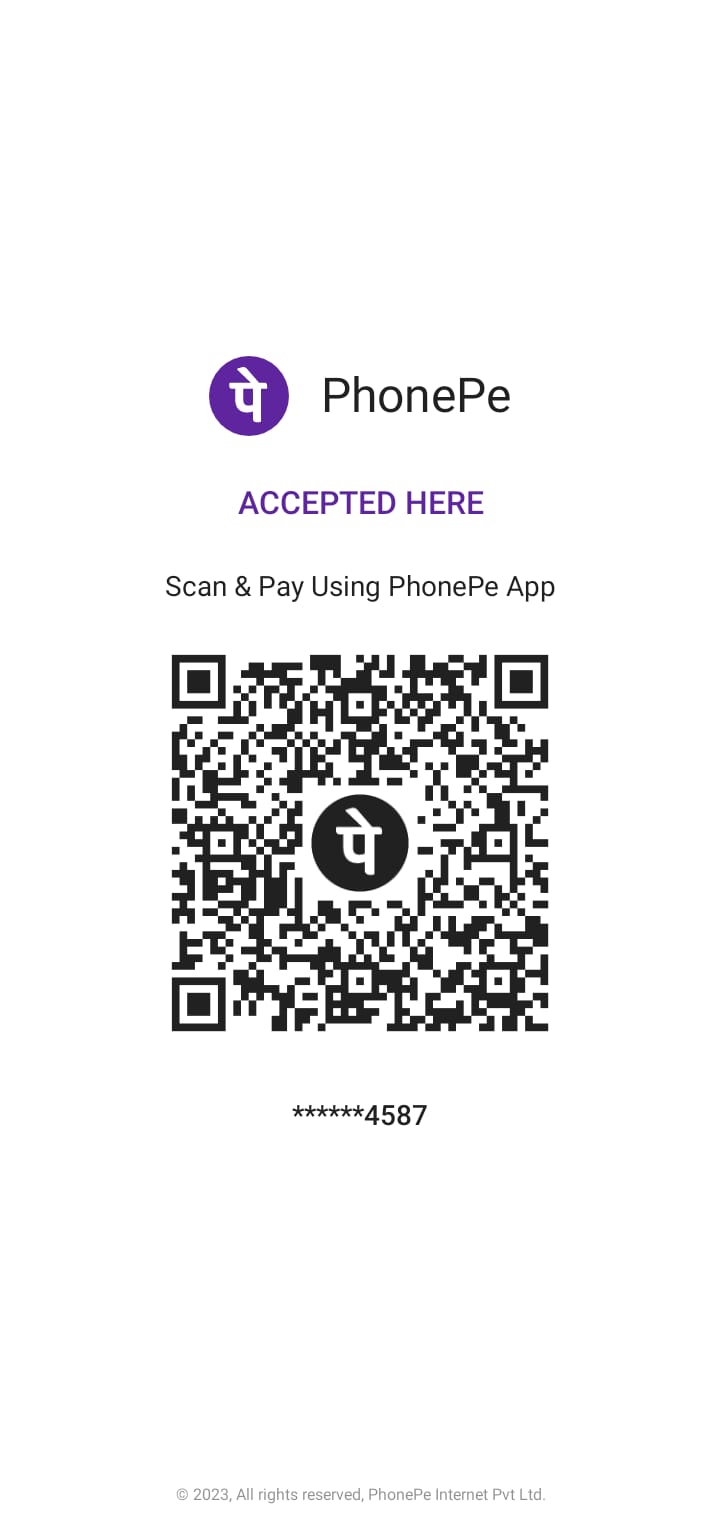 पे PhonePe
ACCEPTED HERE
Scan & Pay Using PhonePe App
पे
******4587
© 2023, All rights reserved, PhonePe Internet Pvt Ltd.